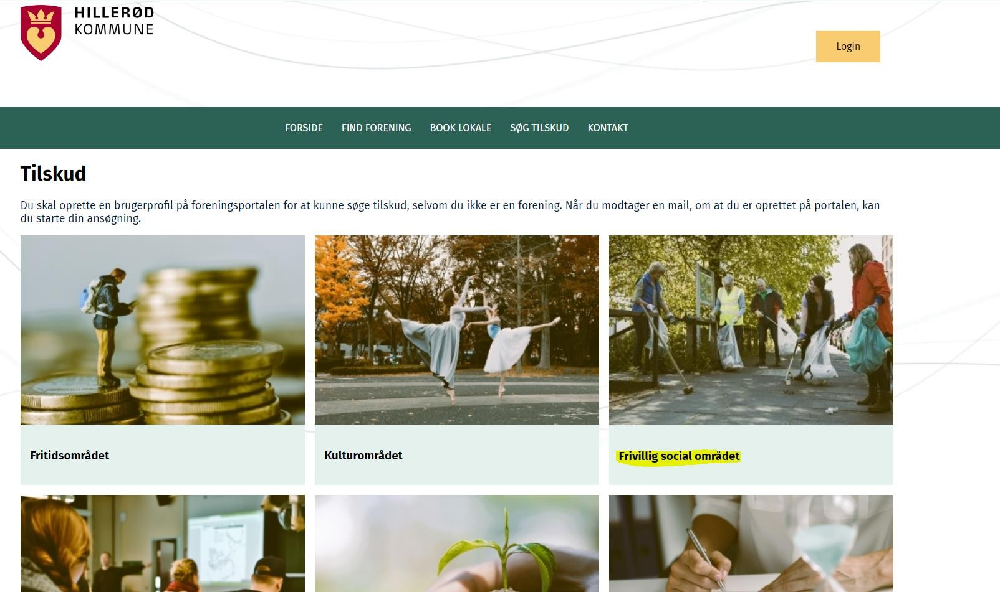 HILLERØD
KOMMUNE
Login
FORSIDE FIND FORENING BOOK LOKALE SØG TILSKUD KONTAKT
Tilskud
Du skal oprette en brugerprofil på foreningsportalen for at kunne søge tilskud, selvom du ikke er en forening. Når du modtager en mail, om at du er oprettet på portalen, kan
du starte din ansøgning.
Fritidsområdet
Kulturområdet
Frivillig social området